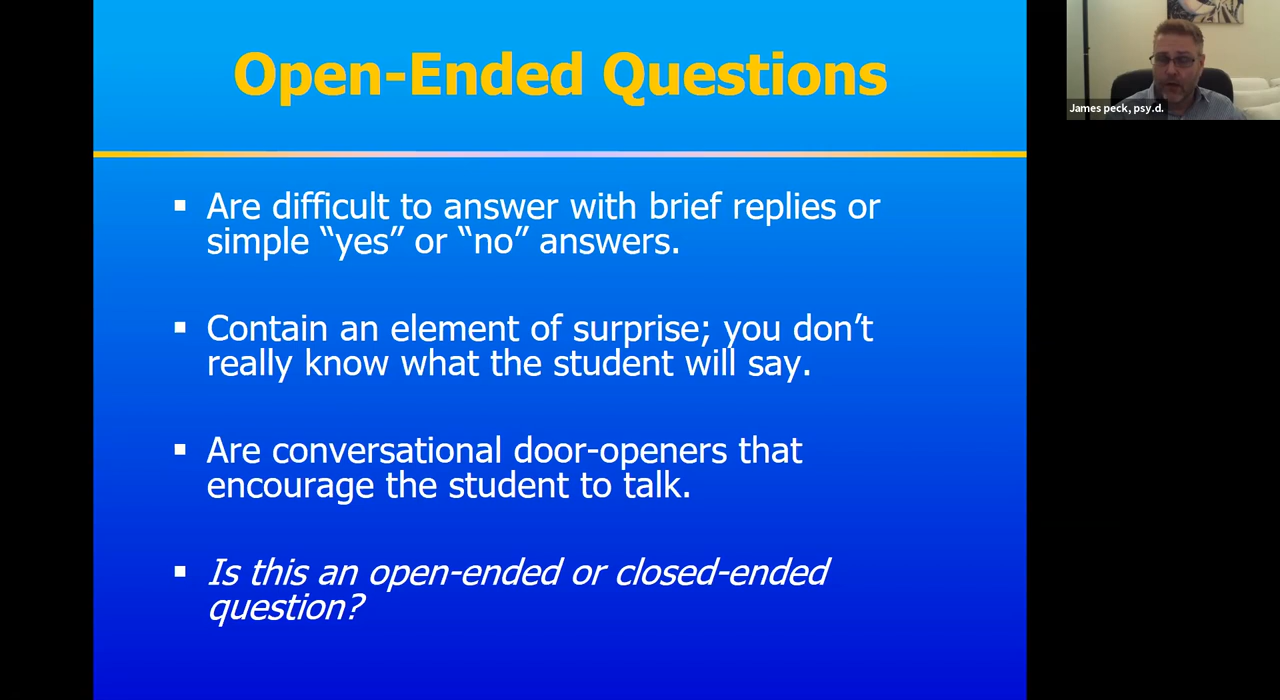 Open-Ended Questions
James peck, psy.d.
▪ Are difficult to answer with brief replies or
simple “yes” or “no” answers.
▪ Contain an element of surprise; you don’t
really know what the student will say.
▪ Are conversational door-openers that
encourage the student to talk.
▪ Is this an open-ended or closed-ended
question?